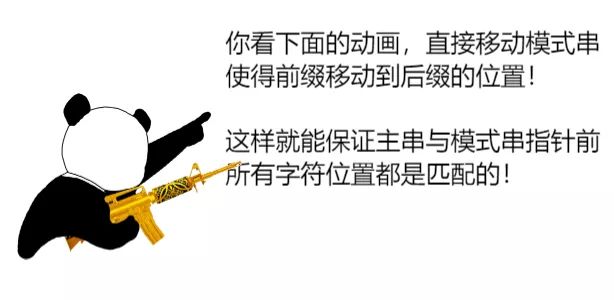 你看下面的动画，直接移动模式串
使得前缀移动到后缀的位置！
这样就能保证主串与模式串指针前
所有字符位置都是匹配的！